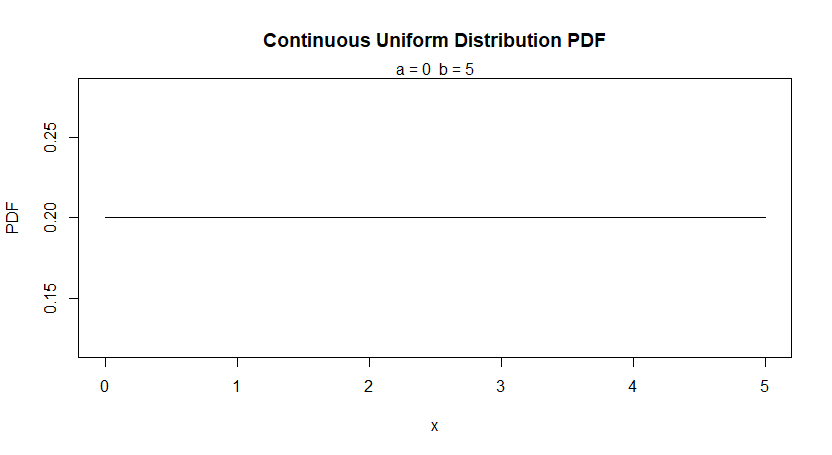 Continuous Uniform Distribution PDF
a = 0 b = 5
PDF
0.25
0.20
0.15
0 1 2 3 4 5
x